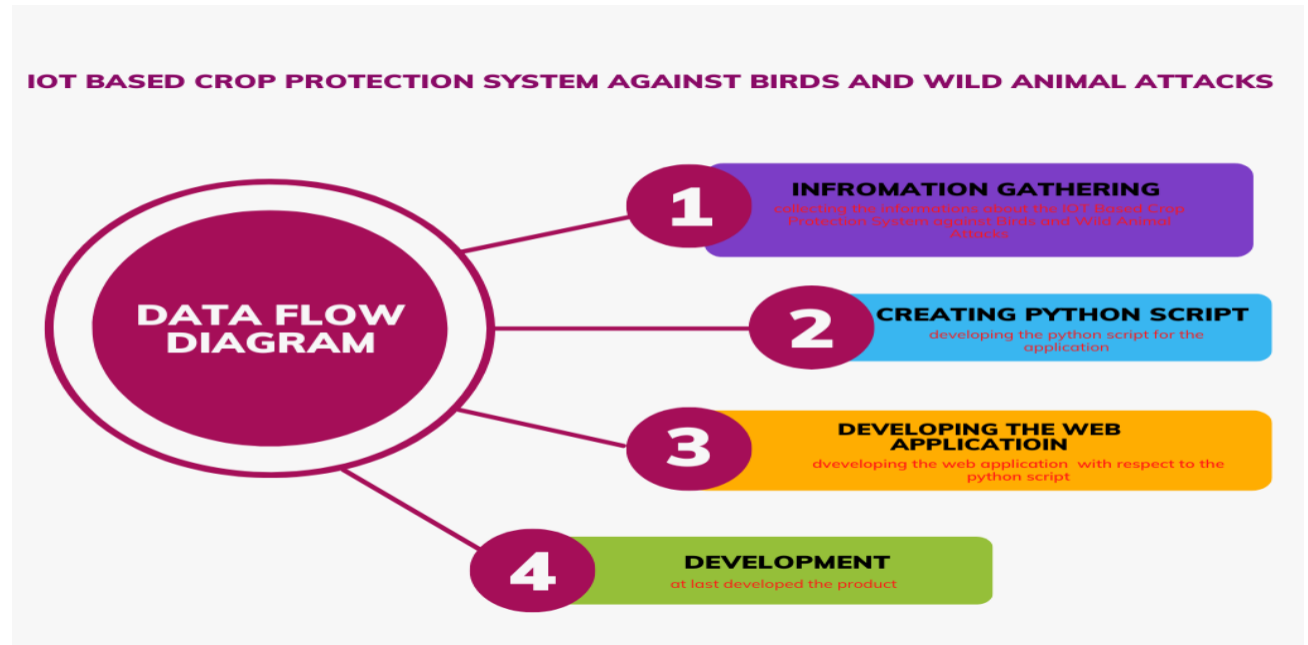 IOT BASED CROP PROTECTION SYSTEM AGAINST BIRDS AND WILD ANIMAL ATTACKS
DATA FLOW
DIAGRAM
1
INFROMATION GATHERING
collecting the informations about the IOT Based Crop
Protection System against Birds and Wild Animal
Attacks
2
CREATING PYTHON SCRIPT
developing the python script for the
application
3
DEVELOPING THE WEB
APPLICATIOIN
dveveloping the web application with respect to the
python script
4
DEVELOPMENT
at last developed the product